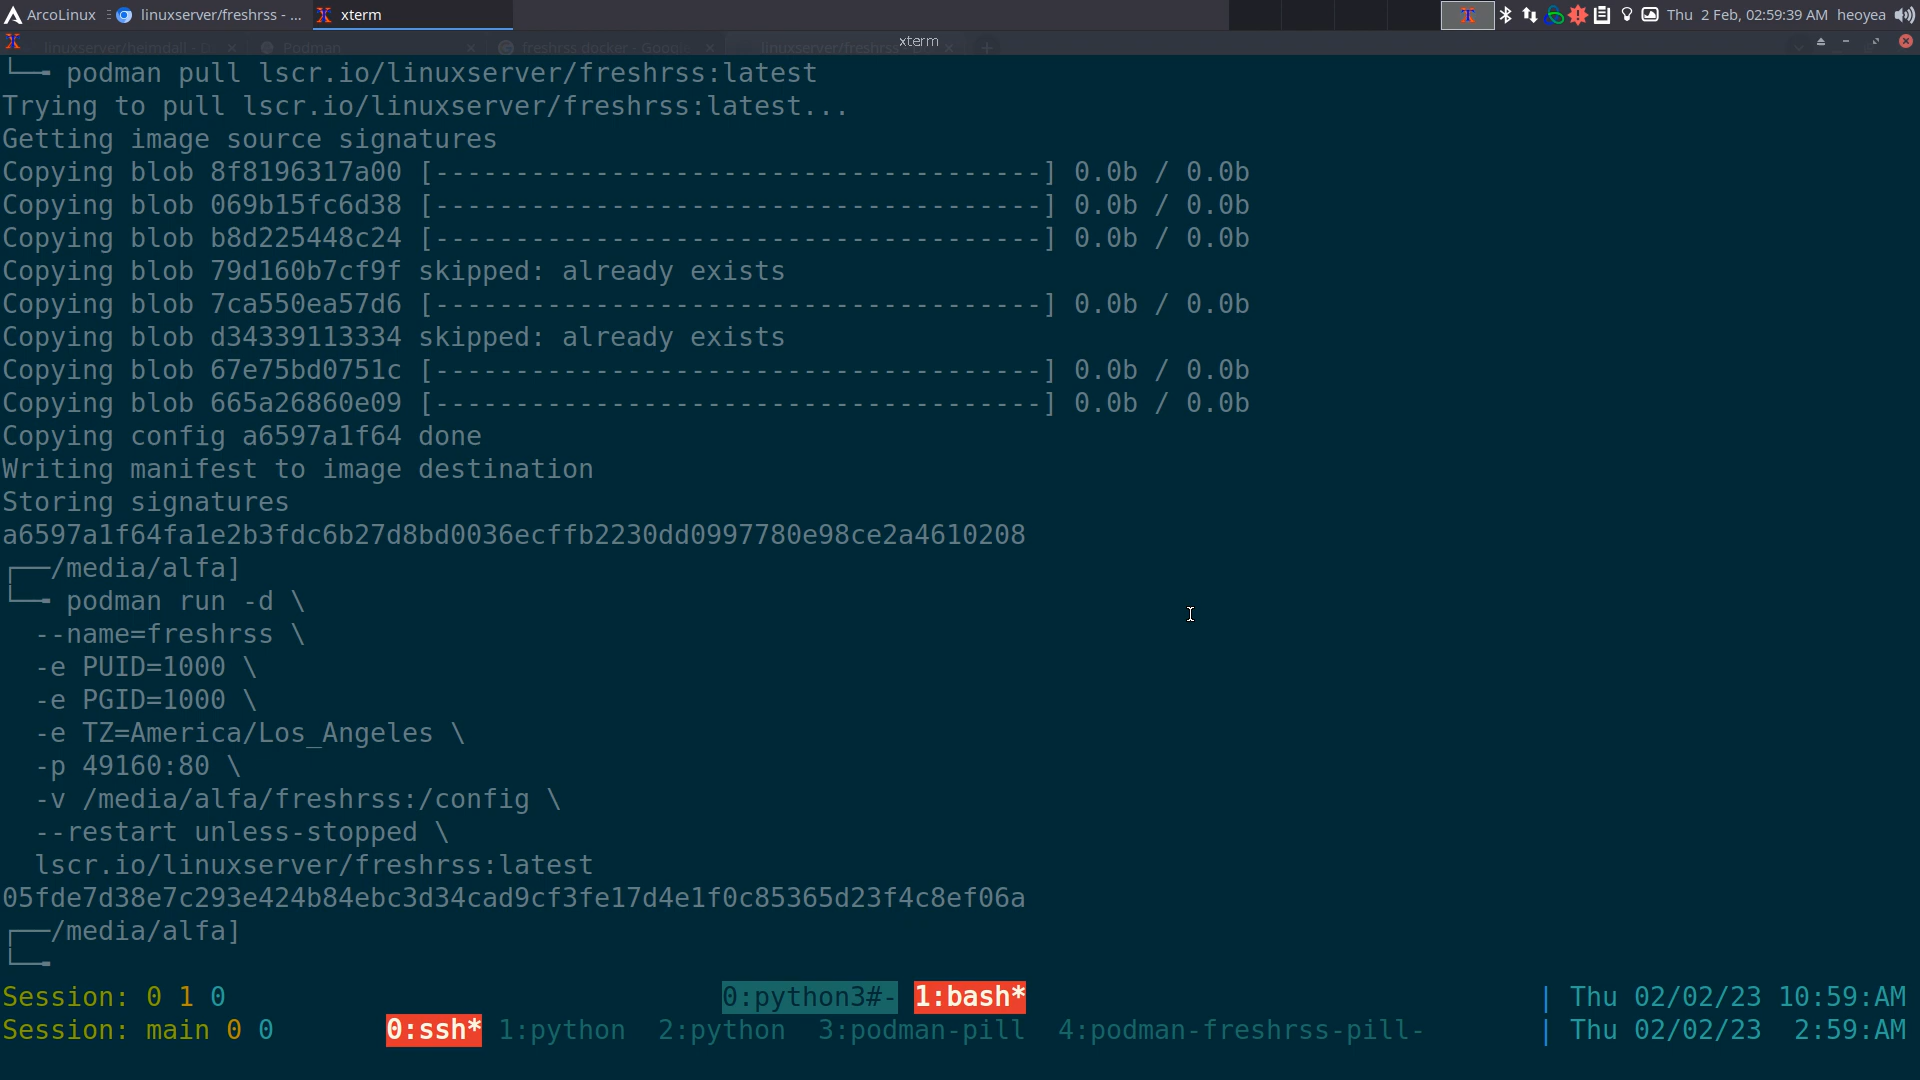 ArcoLinux
linuxserver/freshrss - ...
xterm
Thu 2 Feb, 02:59:39 AM heoyea
linuxserver/heimdall - D
Podman
freshrss docker - Googl
linuxserver/freshrss
xterm
podman pull lscr.io/linuxserver/freshrss:latest
Trying to pull lscr.io/linuxserver/freshrss:latest...
Getting image source signatures
Copying blob 8f8196317a00 [--------------------------------------] 0.0b / 0.0b
Copying blob 069b15fc6d38 [--------------------------------------] 0.0b / 0.0b
Copying blob b8d225448c24 [--------------------------------------] 0.0b / 0.0b
Copying blob 79d160b7cf9f skipped: already exists
Copying blob 7ca550ea57d6 [--------------------------------------] 0.0b / 0.0b
Copying blob d34339113334 skipped: already exists
Copying blob 67e75bd0751c [--------------------------------------] 0.0b / 0.0b
Copying blob 665a26860e09 [--------------------------------------] 0.0b / 0.0b
Copying config a6597a1f64 done
Writing manifest to image destination
Storing signatures
a6597a1f64fa1e2b3fdc6b27d8bd0036ecffb2230dd0997780e98ce2a4610208
┌──/media/alfa]
└─╼ podman run -d \
--name=freshrss \
-e PUID=1000 \
-e PGID=1000 \
-e TZ=America/Los_Angeles \
-p 49160:80 \
-v /media/alfa/freshrss:/config \
--restart unless-stopped \
lscr.io/linuxserver/freshrss:latest
05fde7d38e7c293e424b84ebc3d34cad9cf3fe17d4e1f0c85365d23f4c8ef06a
┌──/media/alfa]
└─╼
Session: 0 1 0 0:python3#- 1:bash* | Thu 02/02/23 10:59:AM
Session: main 0 0 0:ssh* 1:python 2:python 3:podman-pill 4:podman-freshrss-pill- | Thu 02/02/23 2:59:AM